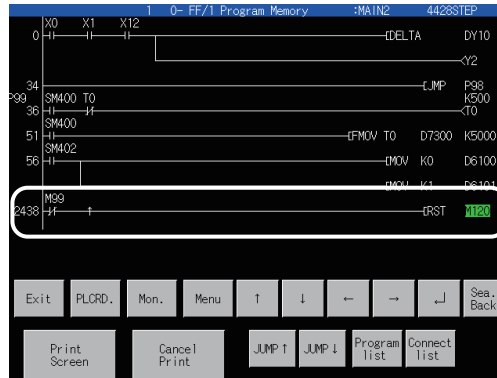 1 0- FF/1 Program Memory :MAIN2 4428STEP
X0 X1 X12
0 DELTA DY10
Y2
34 JMP P98
P99 SM400 T0 K500
36 T0
SM400
51 FMOV T0 D7300 K5000
SM402
56 MOV K0 D6100
MOV K1 D6101
M99
2438 ↑ RST M120
Exit PLCRD. Mon. Menu ↑ ↓ ← → ↵ Sea. Back
Print Screen Cancel Print JUMP↑ JUMP↓ Program list Connect list